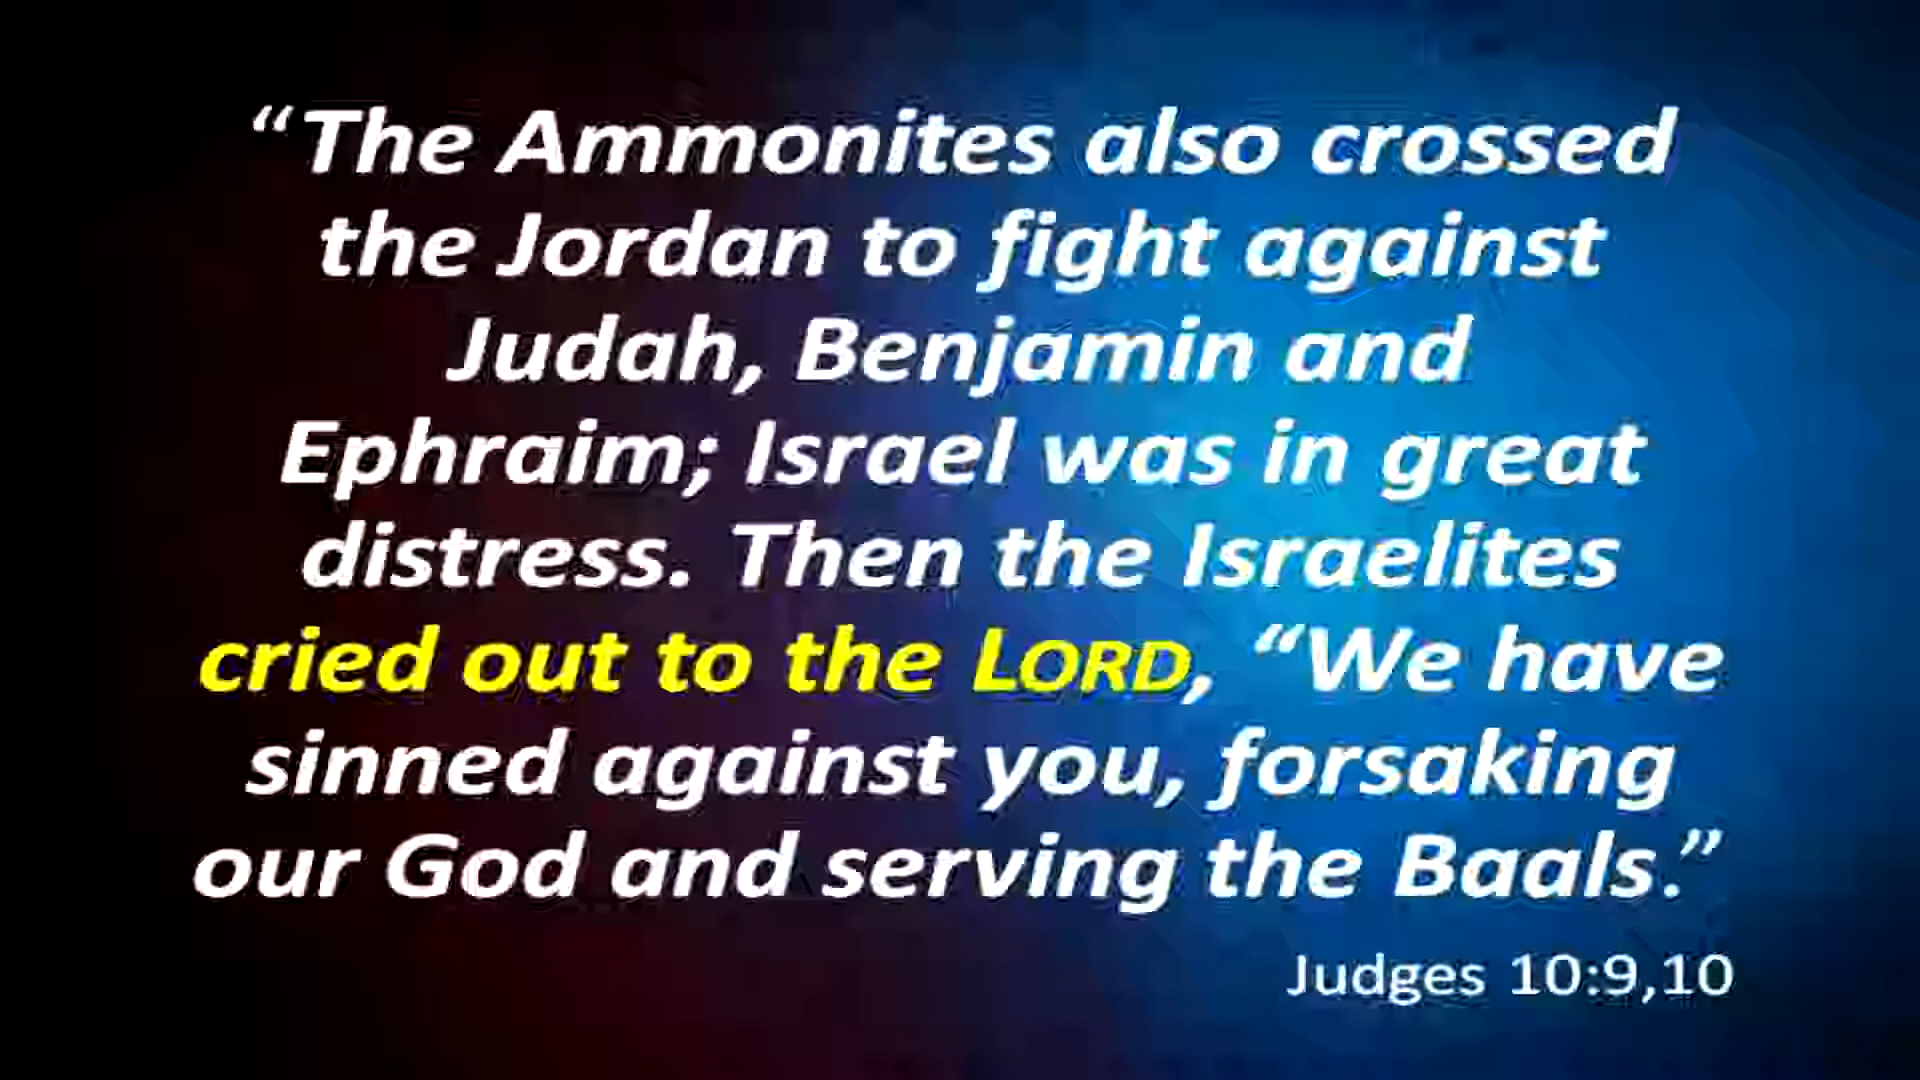 “The Ammonites also crossed
the Jordan to fight against
Judah, Benjamin and
Ephraim; Israel was in great
distress. Then the Israelites
cried out to the LORD, “We have
sinned against you, forsaking
our God and serving the Baals.”
Judges 10:9,10